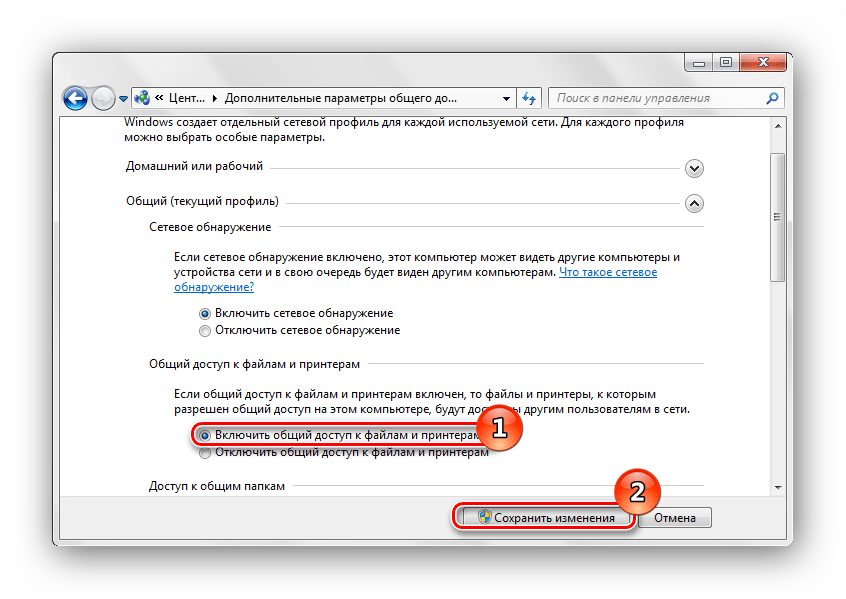 « Цент... ▸ Дополнительные параметры общего до...
Поиск в панели управления
Windows создает отдельный сетевой профиль для каждой используемой сети. Для каждого профиля
можно выбрать особые параметры.
Домашний или рабочий
Общий (текущий профиль)
Сетевое обнаружение
Если сетевое обнаружение включено, этот компьютер может видеть другие компьютеры и
устройства сети и в свою очередь будет виден другим компьютерам. Что такое сетевое
обнаружение?
Включить сетевое обнаружение
Отключить сетевое обнаружение
Общий доступ к файлам и принтерам
Если общий доступ к файлам и принтерам включен, то файлы и принтеры, к которым
разрешен общий доступ на этом компьютере, будут доступны другим пользователям в сети.
Включить общий доступ к файлам и принтерам
1
Отключить общий доступ к файлам и принтерам
Доступ к общим папкам
2
Сохранить изменения
Отмена